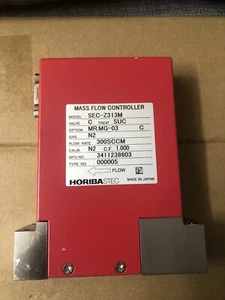 MASS FLOW CONTROLLER
MODEL SEC-Z313M
VALVE C TREAT SUC
OPTION MR,MG-03 C
GAS N2
FLOW RATE 300SCCM
CALIB N2 C.F. 1.000
MFG.NO. 3411238603
TYPE NO. 000005
FLOW
HORIBASTEC
MADE IN JAPAN